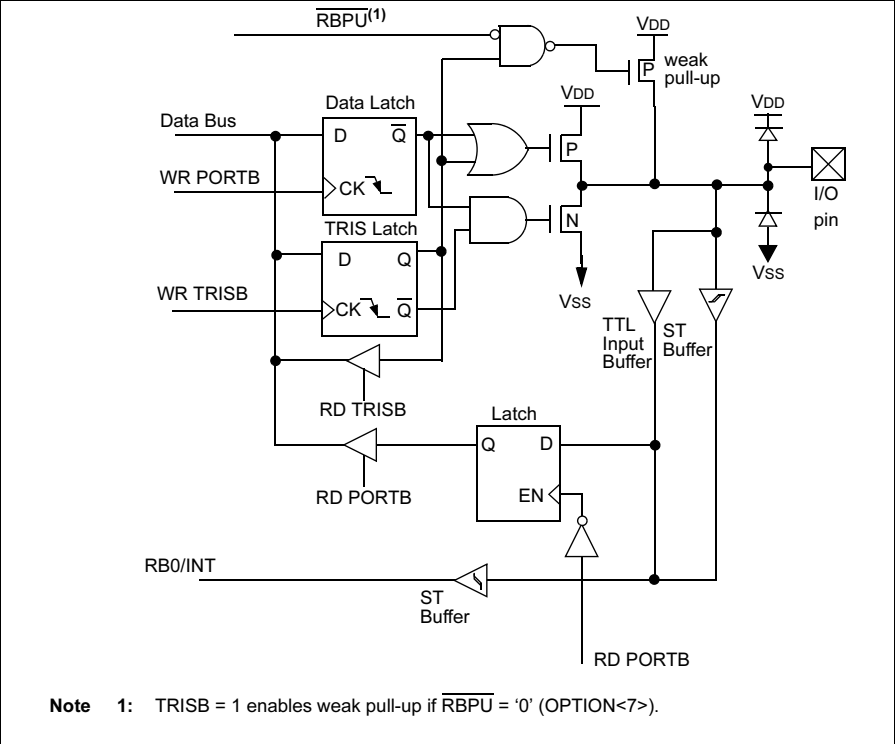 R̅B̅P̅U̅(1)
VDD
P
weak
pull-up
VDD
VDD
Data Latch
Data Bus
D
Q̅
P
WR PORTB
CK
I/O
pin
N
TRIS Latch
D
Q
VSS
WR TRISB
VSS
CK
Q̅
TTL
Input
Buffer
ST
Buffer
RD TRISB
Latch
Q
D
RD PORTB
EN
RB0/INT
ST
Buffer
RD PORTB
Note 1: TRISB = 1 enables weak pull-up if R̅B̅P̅U̅ = ‘0’ (OPTION<7>).